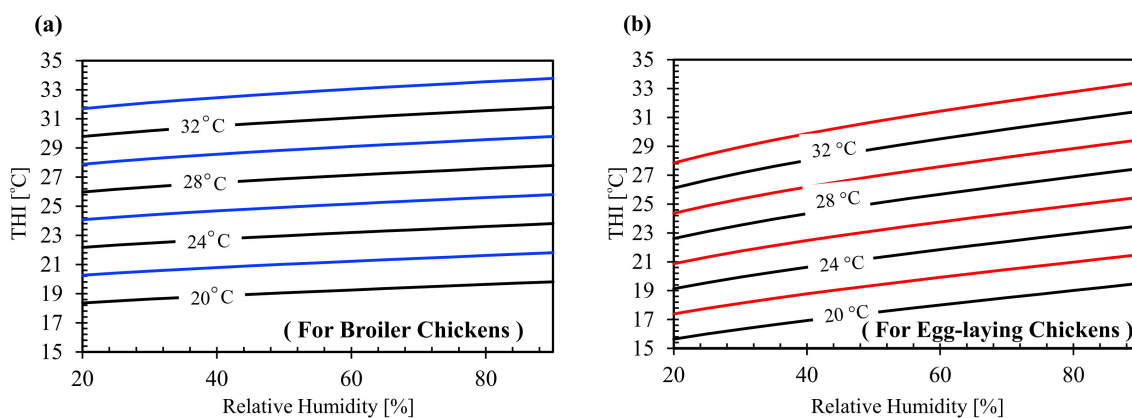 (a)
35
33
31
29
27
25
23
21
19
17
15
THI [°C]
32°C
28°C
24°C
20°C
( For Broiler Chickens )
20
40
60
80
Relative Humidity [%]
(b)
35
33
31
29
27
25
23
21
19
17
15
THI [°C]
32 °C
28 °C
24 °C
20 °C
( For Egg-laying Chickens )
20
40
60
80
Relative Humidity [%]